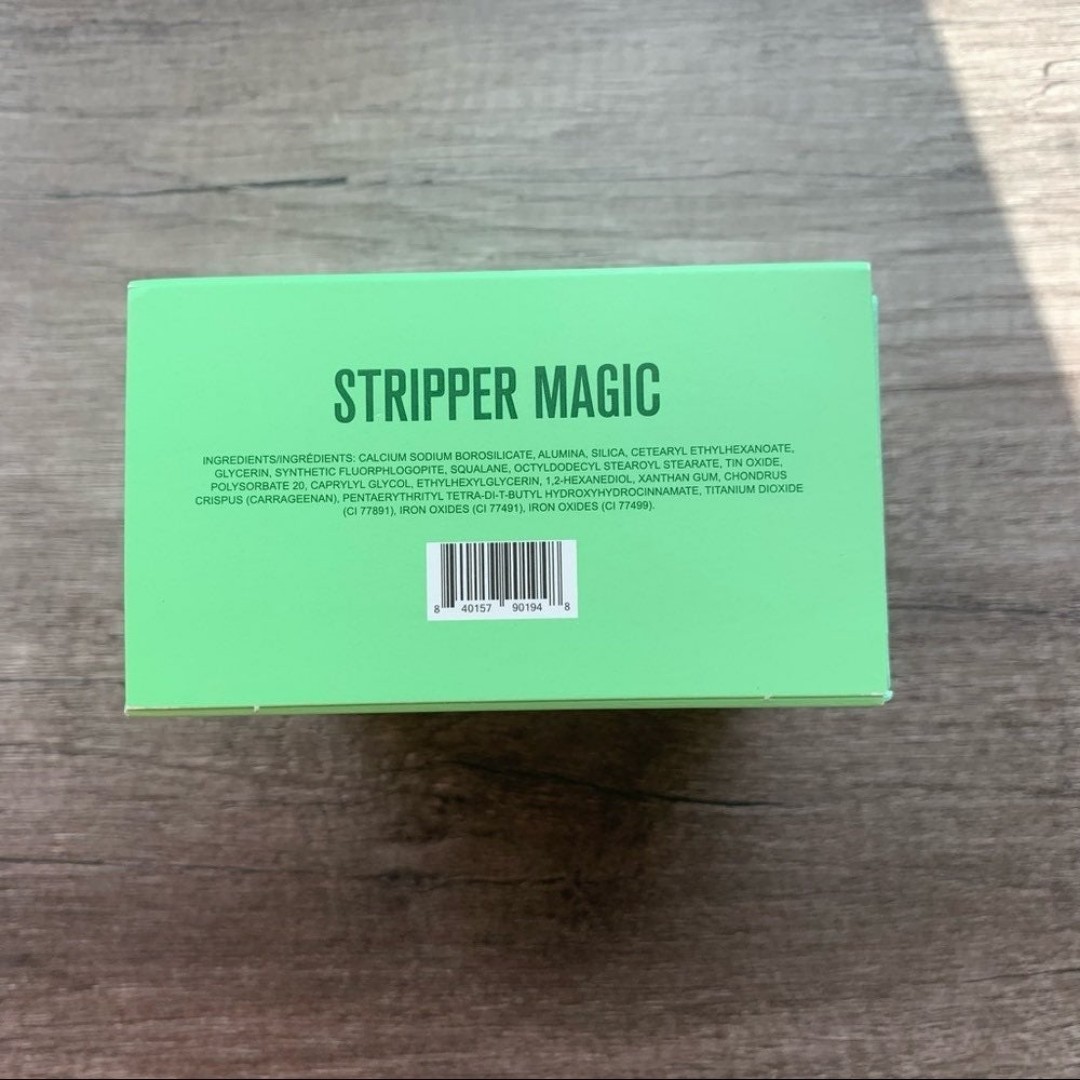 STRIPPER MAGIC
INGREDIENTS/INGRÉDIENTS: CALCIUM SODIUM BOROSILICATE, ALUMINA, SILICA, CETEARYL ETHYLHEXANOATE,
GLYCERIN, SYNTHETIC FLUORPHLOGOPITE, SQUALANE, OCTYLDODECYL STEAROYL STEARATE, TIN OXIDE,
POLYSORBATE 20, CAPRYLYL GLYCOL, ETHYLHEXYLGLYCERIN, 1,2-HEXANEDIOL, XANTHAN GUM, CHONDRUS
CRISPUS (CARRAGEENAN), PENTAERYTHRITYL TETRA-DI-T-BUTYL HYDROXYHYDROCINNAMATE, TITANIUM DIOXIDE
(CI 77891), IRON OXIDES (CI 77491), IRON OXIDES (CI 77499).
8 40157 90194 8